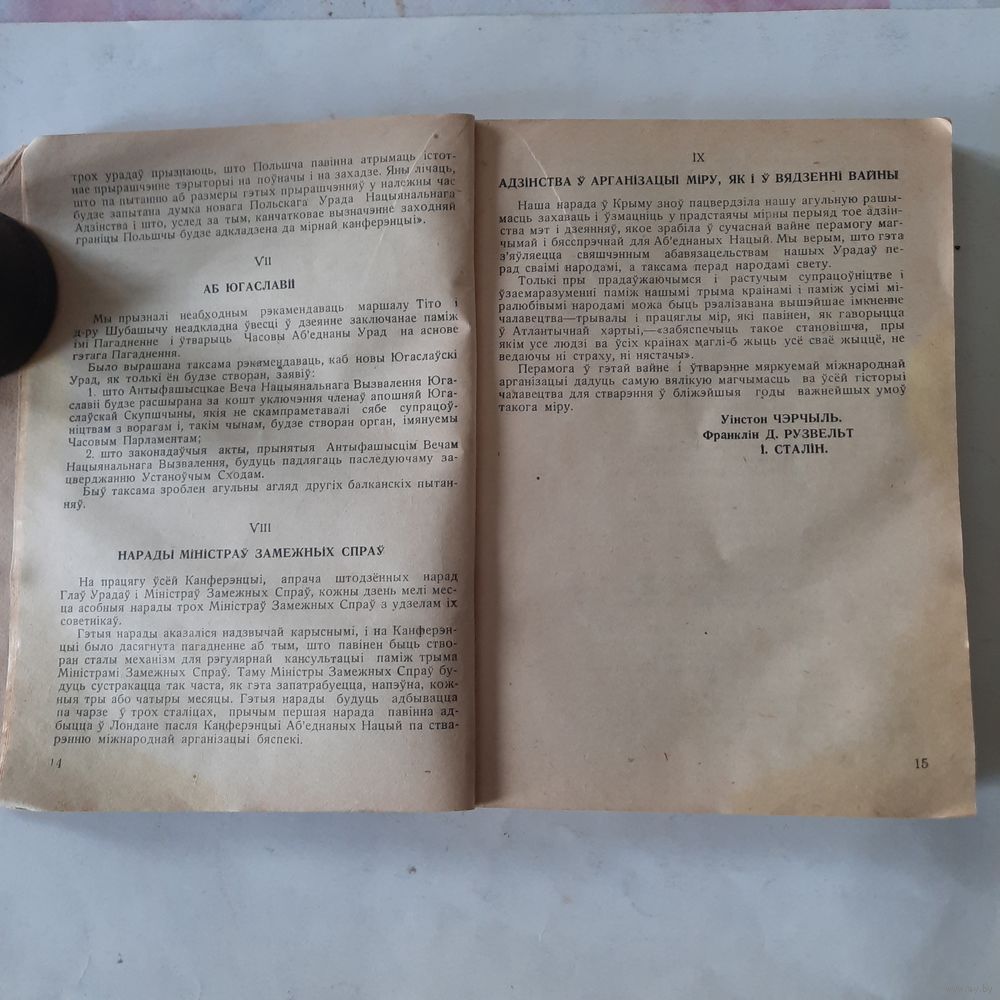 трох урадаў прызнаюць, што Польшча павінна атрымаць істот-
нае прырашчэнне тэрыторыі на поўначы і на захадзе. Яны лічаць,
што па пытанню аб размеры гэтых прырашчэнняў у належны час
будзе запытана думка новага Польскага Урада Нацыянальнага
Адзінства і што, услед за тым, канчатковае вызначэнне заходняй
граніцы Польшчы будзе адкладзена да мірнай канферэнцыі».
VII
АБ ЮГАСЛАВІІ
Мы прызналі неабходным рэкамендаваць маршалу Тіто і
д-ру Шубашычу неадкладна ўвесці ў дзеянне заключанае паміж
імі Пагадненне і ўтварыць Часовы Аб'еднаны Урад на аснове
гэтага Пагаднення.
Было вырашана таксама рэкамендаваць, каб новы Югаслаўскі
Урад, як толькі ён будзе створан, заявіў:
1. што Антыфашысцкае Веча Нацыянальнага Вызвалення Юга-
славіі будзе расшырана за кошт уключэння членаў апошняй Юга-
слаўскай Скупшчыны, якія не скампраметавалі сябе супрацоў-
ніцтвам з ворагам і, такім чынам, будзе створан орган, імянуемы
Часовым Парламентам;
2. што законадаўчыя акты, прынятыя Антыфашысцім Вечам
Нацыянальнага Вызвалення, будуць падлягаць паследуючаму за-
цверджанню Устаноўчым Сходам.
Быў таксама зроблен агульны агляд другіх балканскіх пытан-
няў.
VIII
НАРАДЫ МІНІСТРАЎ ЗАМЕЖНЫХ СПРАЎ
На працягу ўсёй Канферэнцыі, апрача штодзённых нарад
Глаў Урадаў і Міністраў Замежных Спраў, кожны дзень мелі мес-
ца асобныя нарады трох Міністраў Замежных Спраў з удзелам іх
советнікаў.
Гэтыя нарады аказаліся надзвычай карыснымі, і на Канферэн-
цыі было дасягнута пагадненне аб тым, што павінен быць ство-
ран сталы механізм для рэгулярнай кансультацыі паміж трыма
Міністрамі Замежных Спраў. Таму Міністры Замежных Спраў бу-
дуць сустракацца так часта, як гэта запатрабуецца, напэўна, кож-
ныя тры або чатыры месяцы. Гэтыя нарады будуць адбывацца
па чарзе ў трох сталіцах, прычым першая нарада павінна ад-
быцца ў Лондане пасля Канферэнцыі Аб'еднаных Нацый па ства-
рэнню міжнароднай арганізацыі бяспекі.
14
IX
АДЗІНСТВА Ў АРГАНІЗАЦЫІ МІРУ, ЯК І Ў ВЯДЗЕННІ ВАЙНЫ
Наша нарада ў Крыму зноў пацвердзіла нашу агульную рашы-
масць захаваць і ўзмацніць у прадстаячы мірны перыяд тое адзін-
ства мэт і дзеянняў, якое зрабіла ў сучаснай вайне перамогу маг-
чымай і бясспрэчнай для Аб'еднаных Нацый. Мы верым, што гэта
з'яўляецца свяшчэнным абавязацельствам нашых Урадаў пе-
рад сваімі народамі, а таксама перад народамі свету.
Толькі пры прадаўжаючымся і растучым супрацоўніцтве і
ўзаемаразуменні паміж нашымі трыма краінамі і паміж усімі мі-
ралюбівымі народамі можа быць рэалізавана вышэйшае імкненне
чалавецтва—трывалы і працяглы мір, які павінен, як гаворыцца
ў Атлантычнай хартыі,—«забяспечыць такое становішча, пры
якім усе людзі ва ўсіх краінах маглі-б жыць усё сваё жыццё, не
ведаючы ні страху, ні нястачы».
Перамога ў гэтай вайне і ўтварэнне мяркуемай міжнароднай
арганізацыі дадуць самую вялікую магчымасць ва ўсёй гісторыі
чалавецтва для стварэння ў бліжэйшыя годы важнейшых умоў
такога міру.
Уінстон ЧЭРЧЫЛЬ.
Франклін Д. РУЗВЕЛЬТ
І. СТАЛІН.
15
www.ay.by